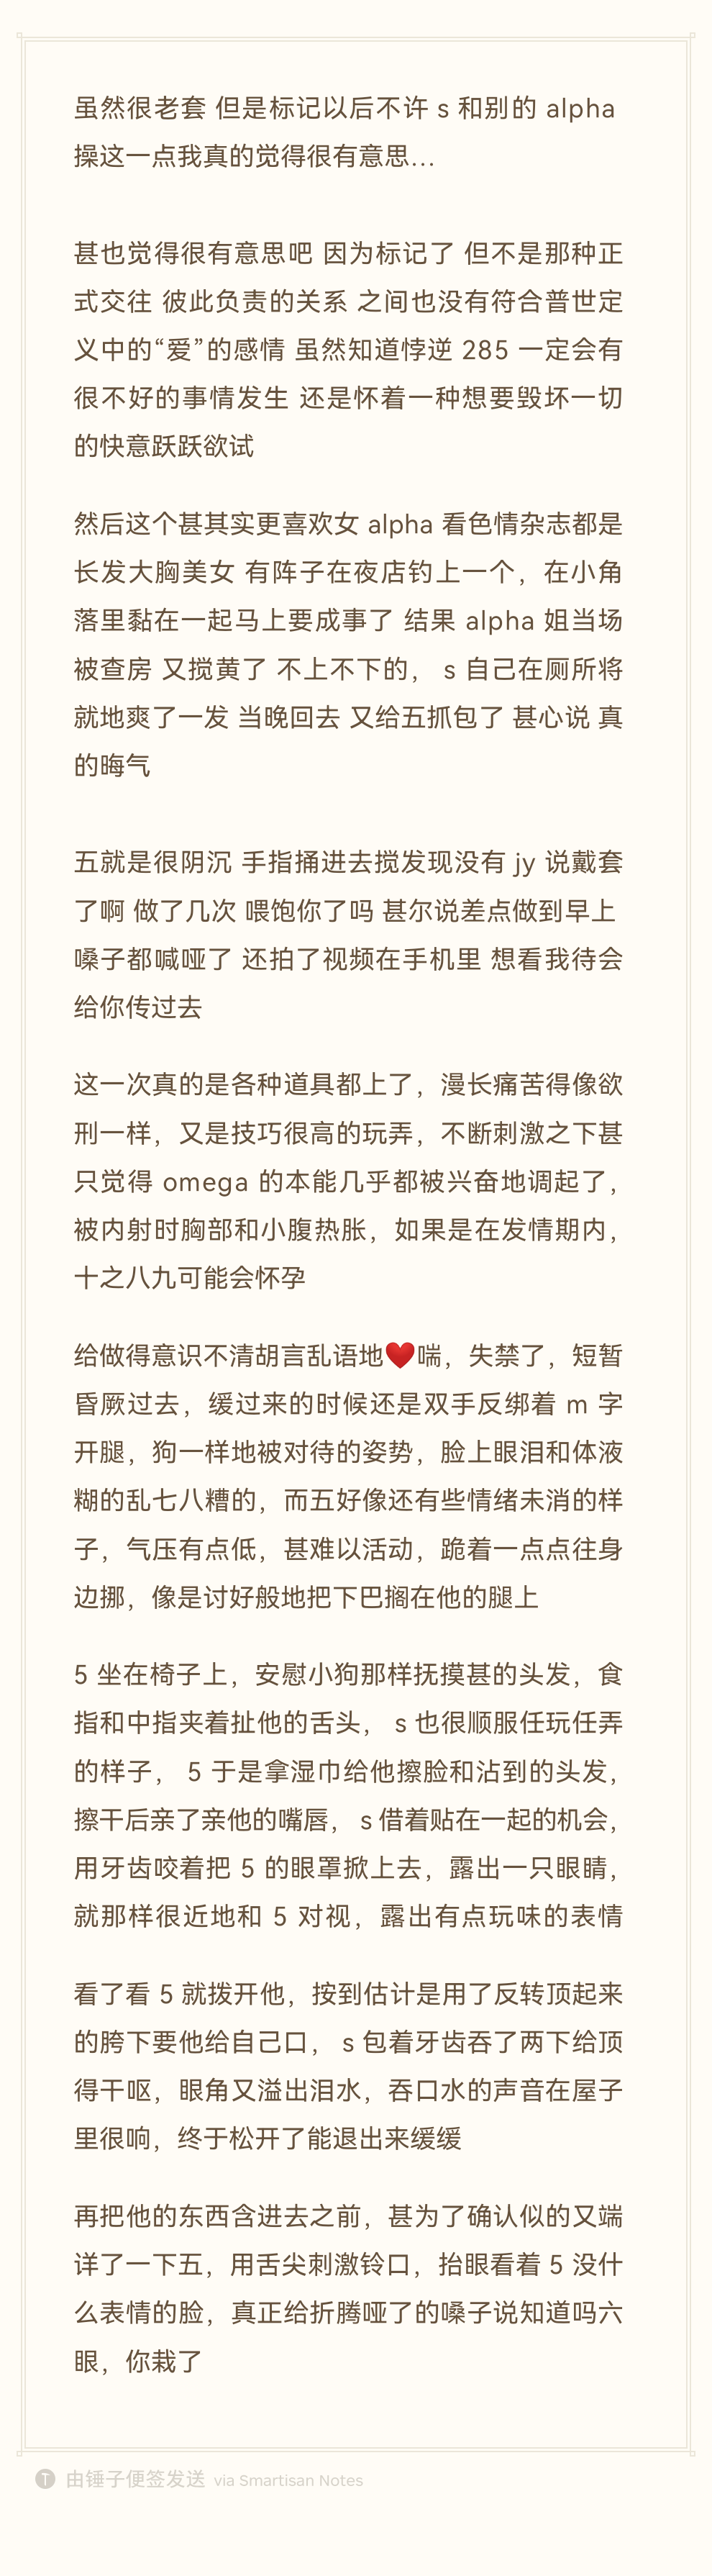 虽然很老套 但是标记以后不许 s 和别的 alpha
操这一点我真的觉得很有意思...
甚也觉得很有意思吧 因为标记了 但不是那种正
式交往 彼此负责的关系 之间也没有符合普世定
义中的“爱”的感情 虽然知道悖逆 285 一定会有
很不好的事情发生 还是怀着一种想要毁坏一切
的快意跃跃欲试
然后这个甚其实更喜欢女 alpha 看色情杂志都是
长发大胸美女 有阵子在夜店钓上一个，在小角
落里黏在一起马上要成事了 结果 alpha 姐当场
被查房 又搅黄了 不上不下的， s 自己在厕所将
就地爽了一发 当晚回去 又给五抓包了 甚心说 真
的晦气
五就是很阴沉 手指捅进去搅发现没有 jy 说戴套
了啊 做了几次 喂饱你了吗 甚尔说差点做到早上
嗓子都喊哑了 还拍了视频在手机里 想看我待会
给你传过去
这一次真的是各种道具都上了，漫长痛苦得像欲
刑一样，又是技巧很高的玩弄，不断刺激之下甚
只觉得 omega 的本能几乎都被兴奋地调起了，
被内射时胸部和小腹热胀，如果是在发情期内，
十之八九可能会怀孕
给做得意识不清胡言乱语地❤️喘，失禁了，短暂
昏厥过去，缓过来的时候还是双手反绑着 m 字
开腿，狗一样地被对待的姿势，脸上眼泪和体液
糊的乱七八糟的，而五好像还有些情绪未消的样
子，气压有点低，甚难以活动，跪着一点点往身
边挪，像是讨好般地把下巴搁在他的腿上
5 坐在椅子上，安慰小狗那样抚摸甚的头发，食
指和中指夹着扯他的舌头， s 也很顺服任玩任弄
的样子， 5 于是拿湿巾给他擦脸和沾到的头发，
擦干后亲了亲他的嘴唇， s 借着贴在一起的机会，
用牙齿咬着把 5 的眼罩掀上去，露出一只眼睛，
就那样很近地和 5 对视，露出有点玩味的表情
看了看 5 就拨开他，按到估计是用了反转顶起来
的胯下要他给自己口， s 包着牙齿吞了两下给顶
得干呕，眼角又溢出泪水，吞口水的声音在屋子
里很响，终于松开了能退出来缓缓
再把他的东西含进去之前，甚为了确认似的又端
详了一下五，用舌尖刺激铃口，抬眼看着 5 没什
么表情的脸，真正给折腾哑了的嗓子说知道吗六
眼，你栽了
由锤子便签发送 via Smartisan Notes